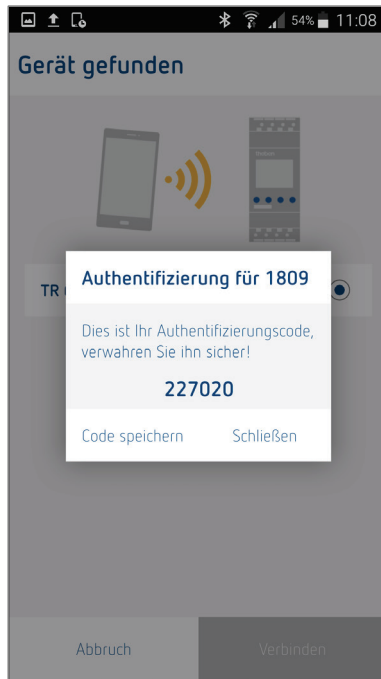 54% 11:08
Gerät gefunden
TR
Authentifizierung für 1809
Dies ist Ihr Authentifizierungscode,
verwahren Sie ihn sicher!
227020
Code speichern Schließen
Abbruch Verbinden